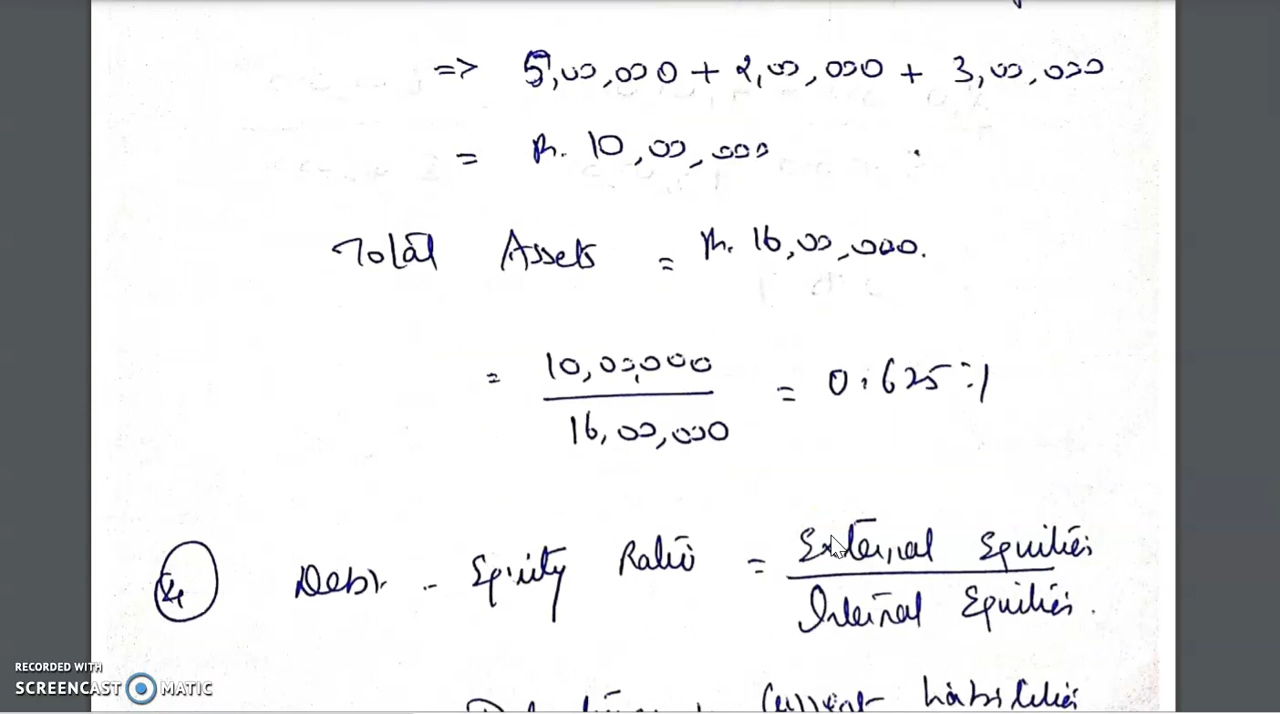 => 5,00,000 + 2,00,000 + 3,00,000
= Rs. 10,00,000
Total Assets = Rs. 16,00,000.
= 10,00,000
16,00,000
= 0.625:1
4 Debt - Equity Ratio = External Equities
Internal Equities.
Current Liabilities
RECORDED WITH
SCREENCAST MATIC